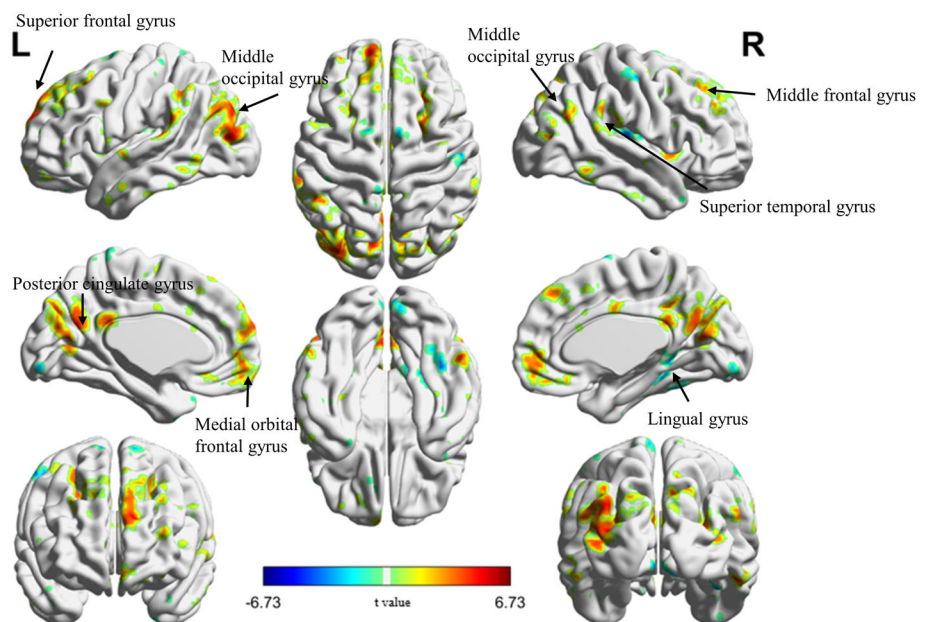 Superior frontal gyrus
L
Middle
occipital gyrus
Middle
occipital gyrus
R
Middle frontal gyrus
Superior temporal gyrus
Posterior cingulate gyrus
Medial orbital
frontal gyrus
Lingual gyrus
-6.73
t value
6.73